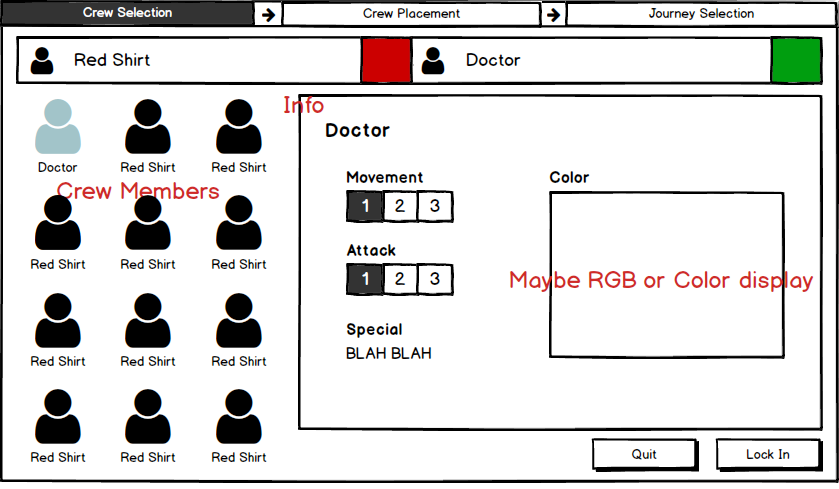 Crew Selection
Crew Placement
Journey Selection
Red Shirt
Doctor
Info
Doctor
Red Shirt
Red Shirt
Crew Members
Red Shirt
Red Shirt
Red Shirt
Red Shirt
Red Shirt
Red Shirt
Red Shirt
Red Shirt
Red Shirt
Doctor
Movement
1 2 3
Attack
1 2 3
Special
BLAH BLAH
Color
Maybe RGB or Color display
Quit
Lock In